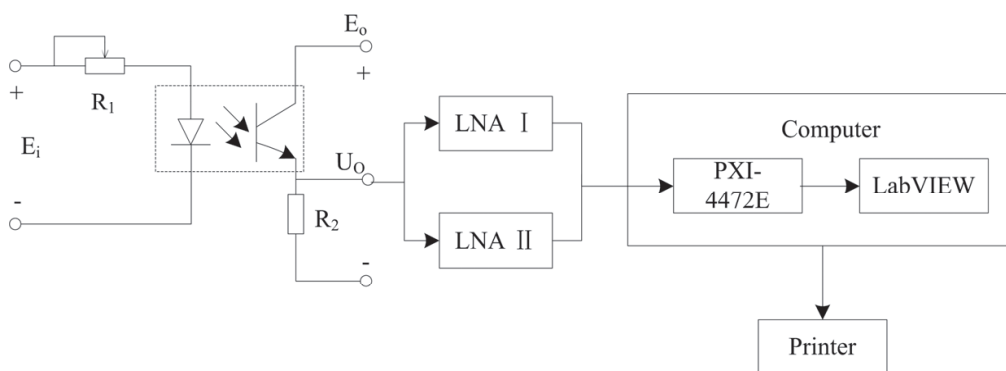 R1
+
Ei
-
Eo
+
UO
R2
-
LNA Ⅰ
LNA Ⅱ
Computer
PXI-
4472E
LabVIEW
Printer